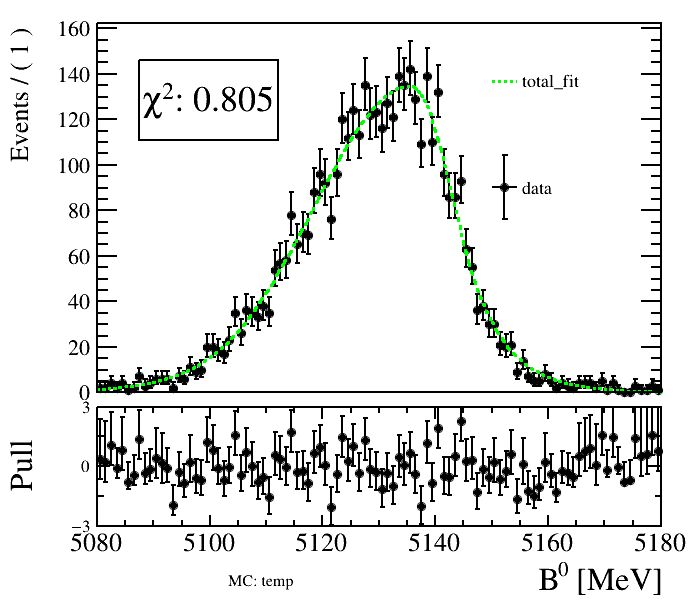 Events / ( 1 )
160
140
120
100
80
60
40
20
0
χ²: 0.805
total_fit
data
Pull
3
0
−3
5080 5100 5120 5140 5160 5180
MC: temp
B⁰ [MeV]